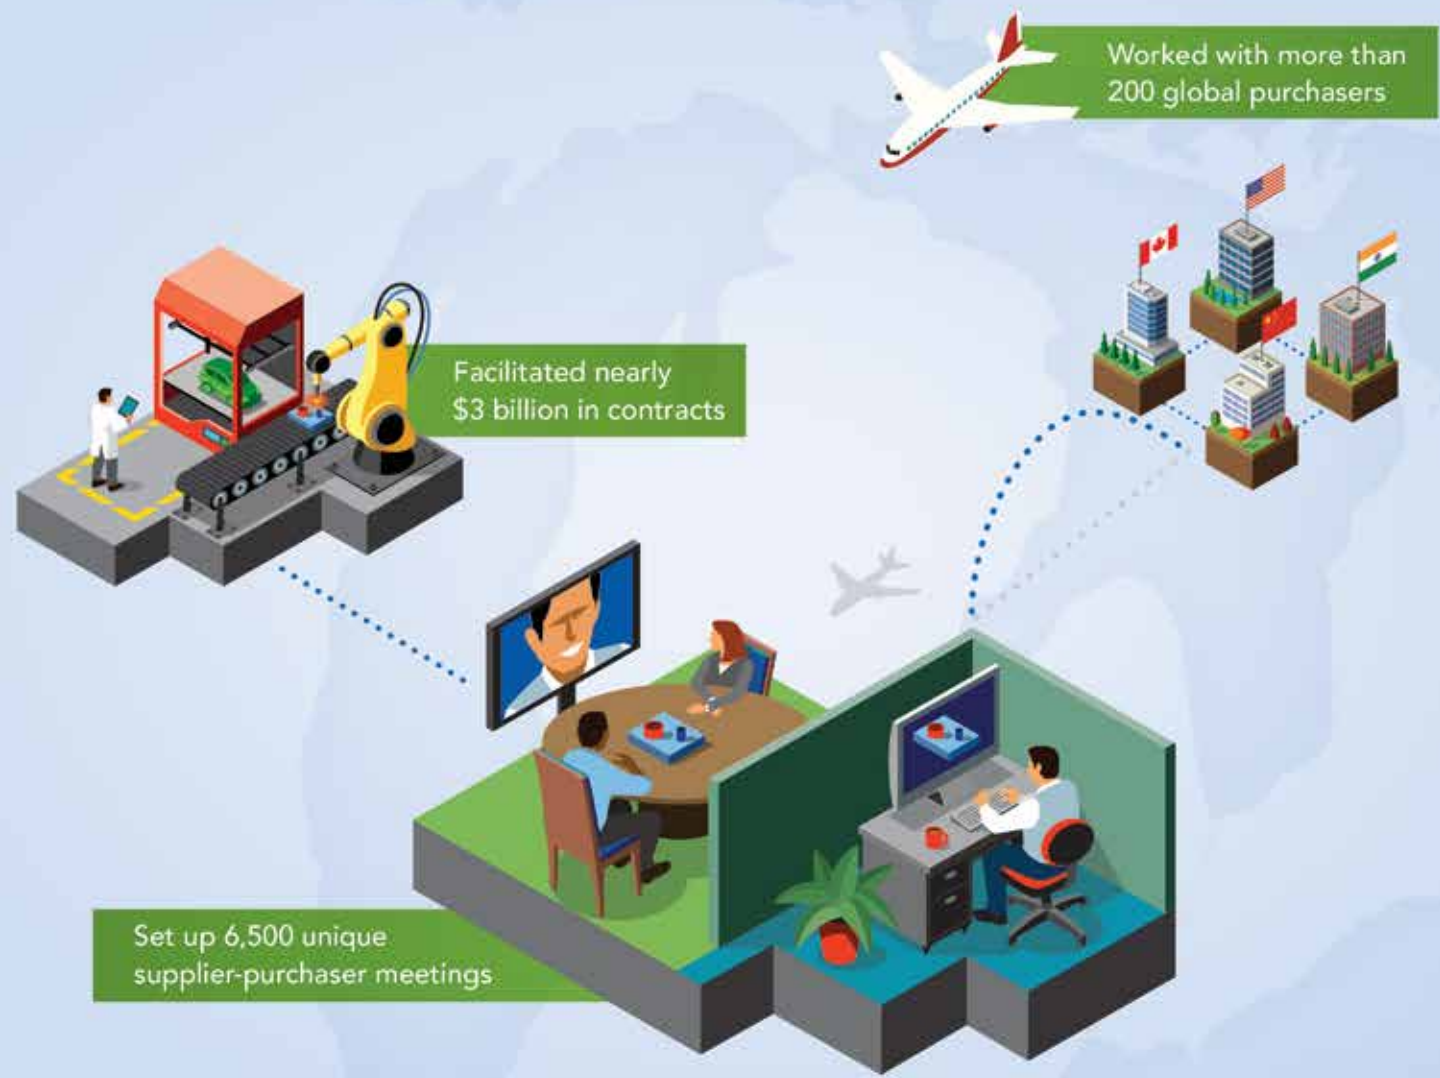 Worked with more than
200 global purchasers
Facilitated nearly
$3 billion in contracts
Set up 6,500 unique
supplier-purchaser meetings